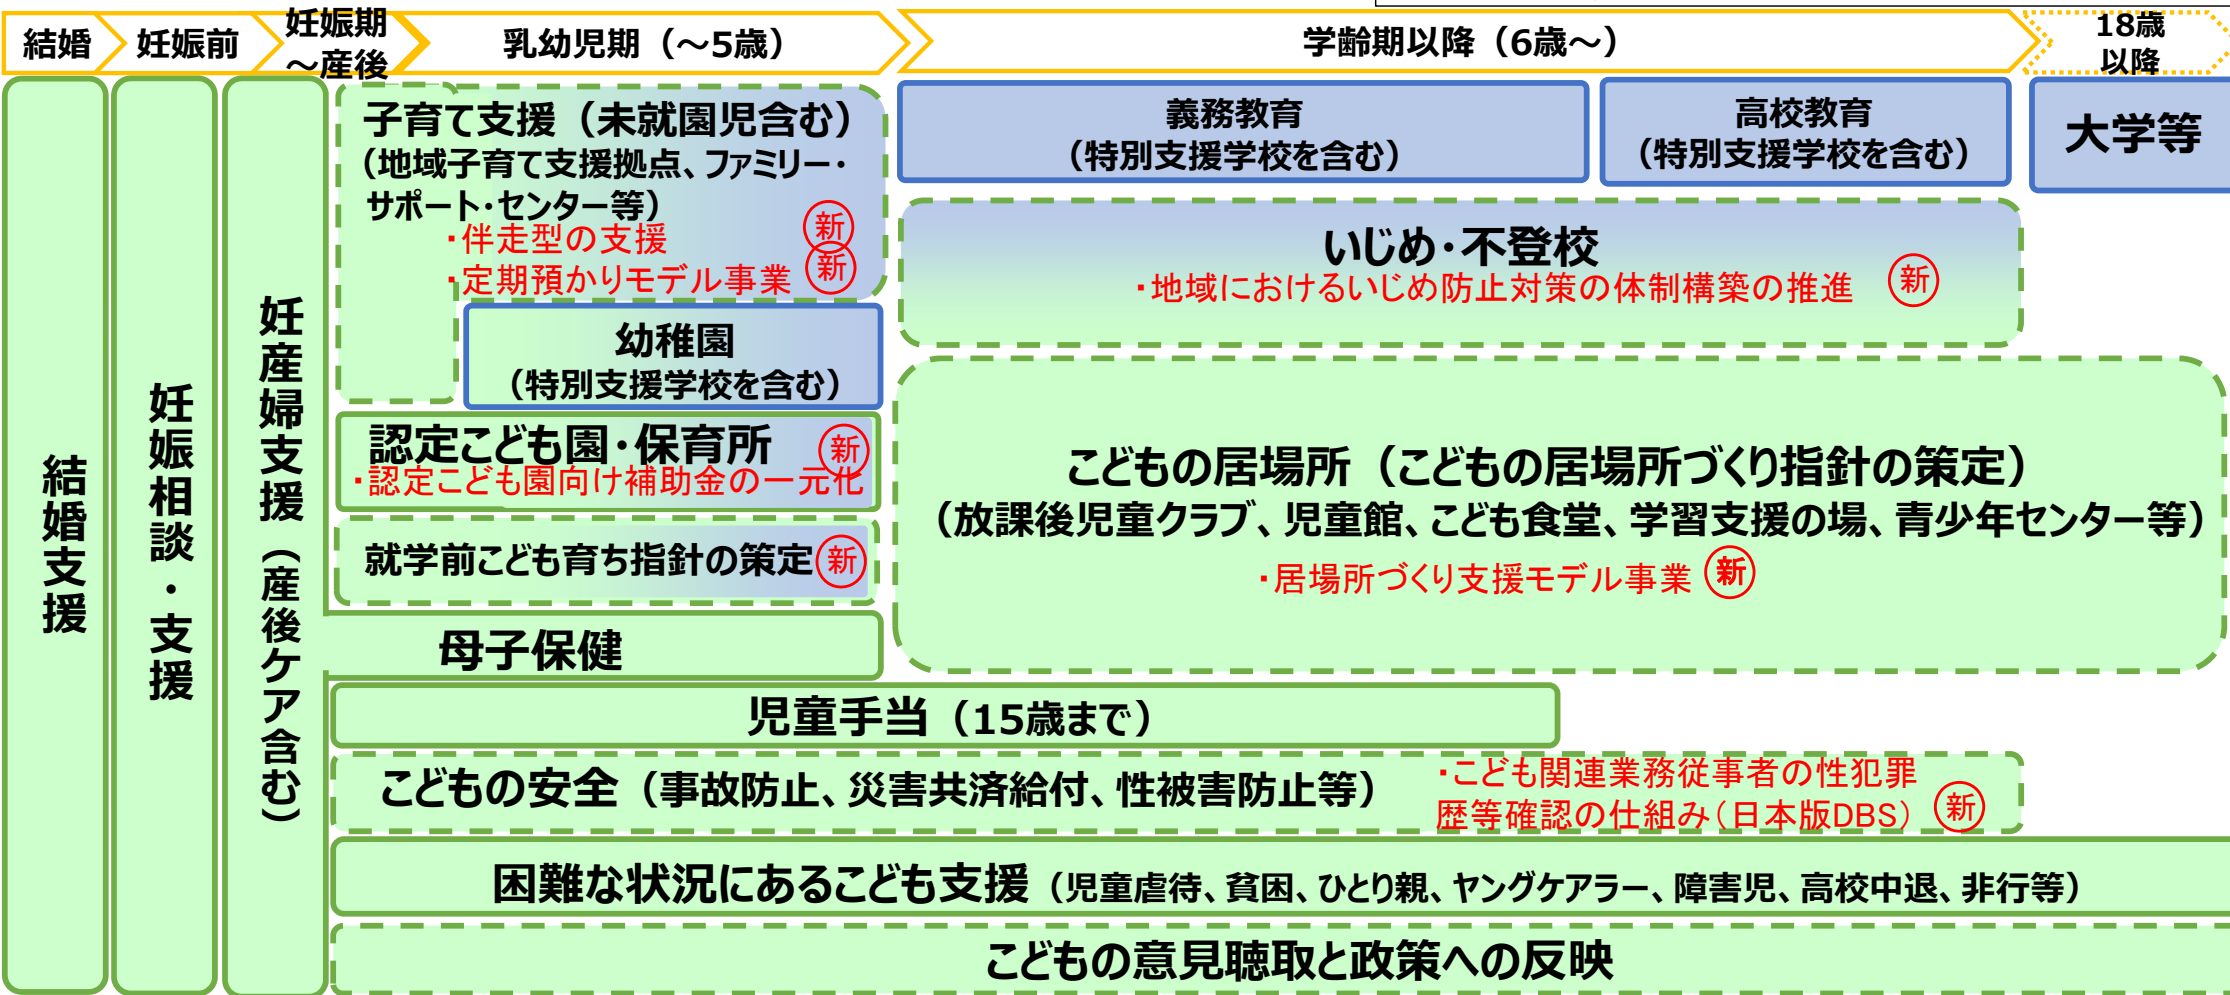 結婚
妊娠前
妊娠期
～産後
乳幼児期（～5歳）
学齢期以降（6歳～）
18歳
以降
結婚支援
妊娠相談・支援
妊産婦支援（産後ケア含む）
子育て支援（未就園児含む）
（地域子育て支援拠点、ファミリー・
サポート・センター等）
・伴走型の支援 新
・定期預かりモデル事業 新
幼稚園
（特別支援学校を含む）
認定こども園・保育所 新
・認定こども園向け補助金の一元化
就学前こども育ち指針の策定 新
母子保健
義務教育
（特別支援学校を含む）
高校教育
（特別支援学校を含む）
大学等
いじめ・不登校
・地域におけるいじめ防止対策の体制構築の推進 新
こどもの居場所（こどもの居場所づくり指針の策定）
（放課後児童クラブ、児童館、こども食堂、学習支援の場、青少年センター等）
・居場所づくり支援モデル事業 新
児童手当（15歳まで）
こどもの安全（事故防止、災害共済給付、性被害防止等）
・こども関連業務従事者の性犯罪
歴等確認の仕組み（日本版DBS） 新
困難な状況にあるこども支援（児童虐待、貧困、ひとり親、ヤングケアラー、障害児、高校中退、非行等）
こどもの意見聴取と政策への反映